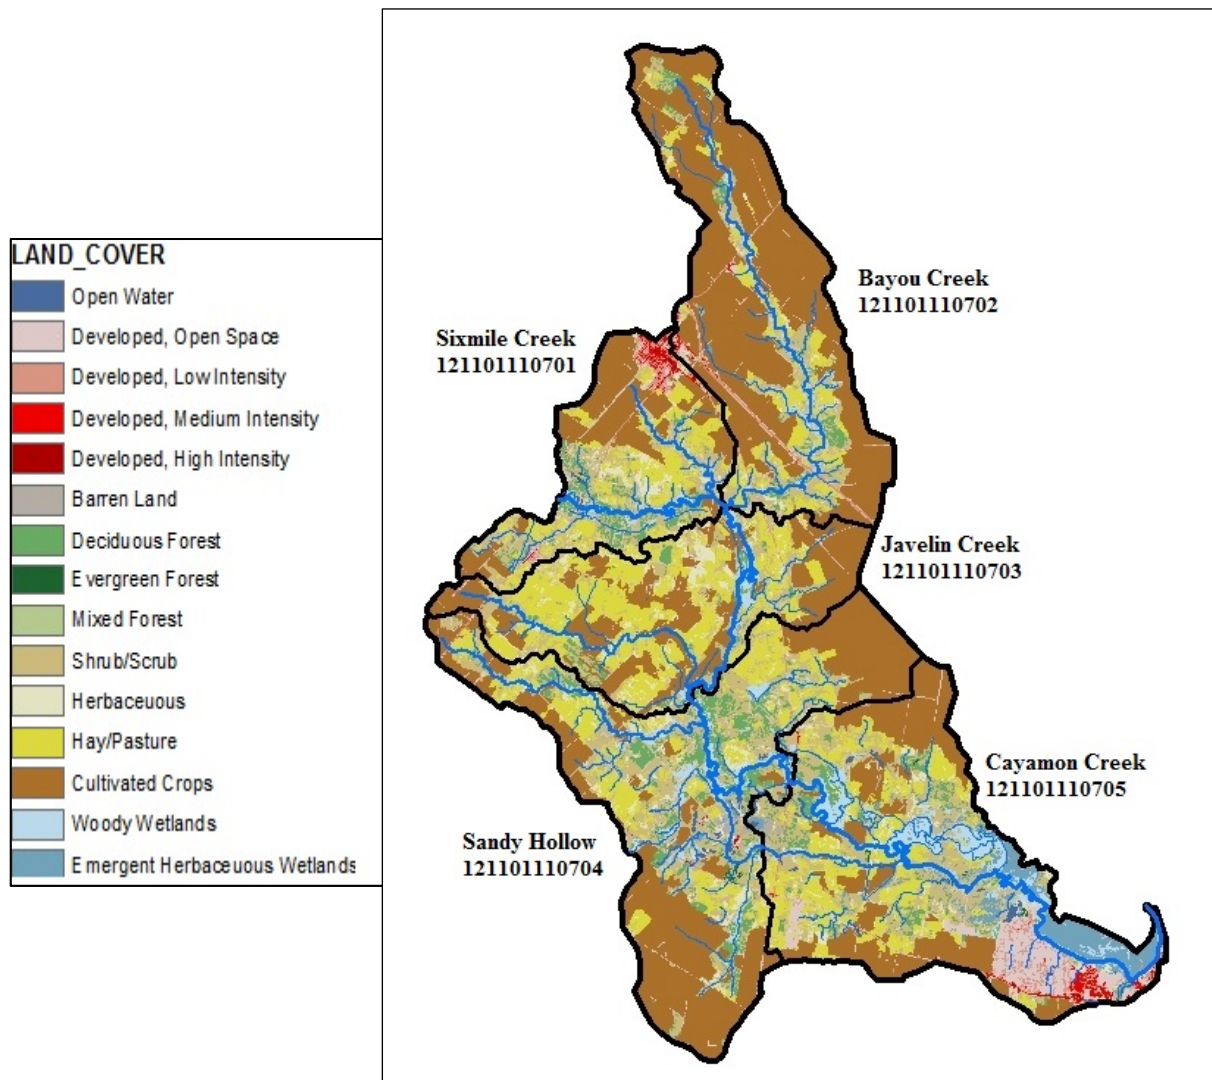 LAND_COVER
Open Water
Developed, Open Space
Developed, Low Intensity
Developed, Medium Intensity
Developed, High Intensity
Barren Land
Deciduous Forest
Evergreen Forest
Mixed Forest
Shrub/Scrub
Herbaceuous
Hay/Pasture
Cultivated Crops
Woody Wetlands
Emergent Herbaceuous Wetlands
Bayou Creek
121101110702
Sixmile Creek
121101110701
Javelin Creek
121101110703
Cayamon Creek
121101110705
Sandy Hollow
121101110704